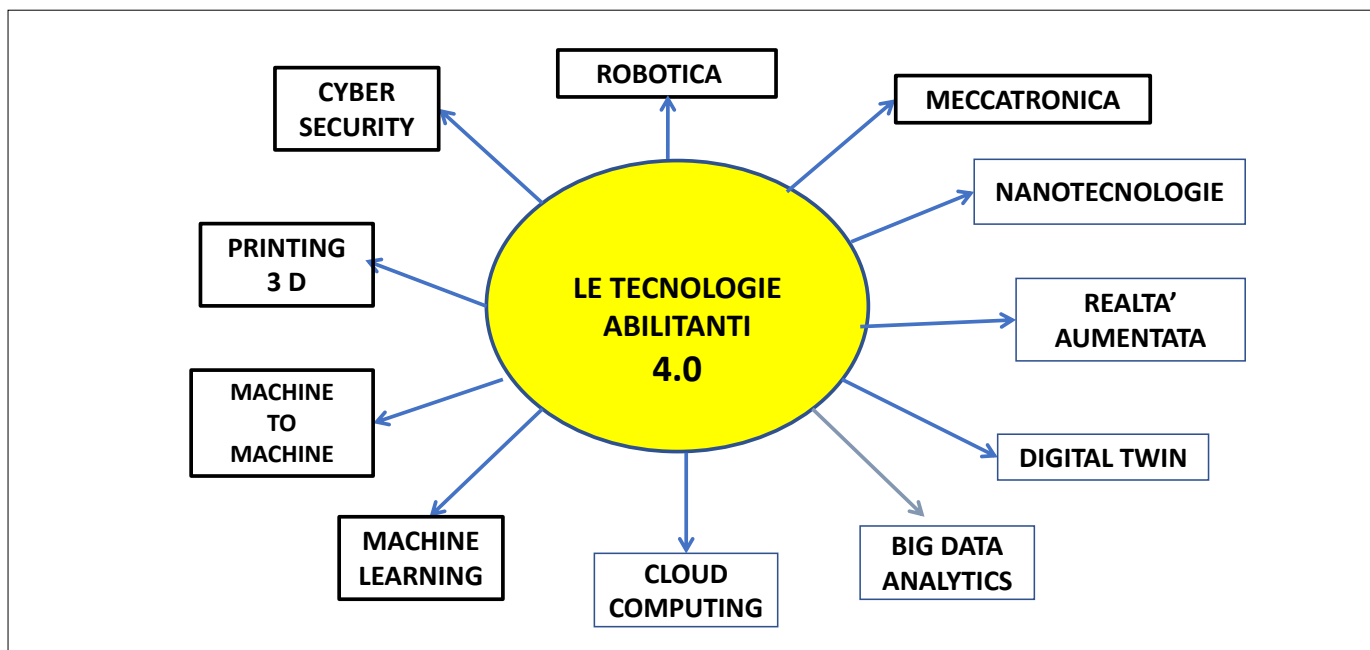 ROBOTICA
CYBER
SECURITY
MECCATRONICA
NANOTECNOLOGIE
PRINTING
3 D
LE TECNOLOGIE
ABILITANTI
4.0
REALTA’
AUMENTATA
MACHINE
TO
MACHINE
DIGITAL TWIN
MACHINE
LEARNING
CLOUD
COMPUTING
BIG DATA
ANALYTICS